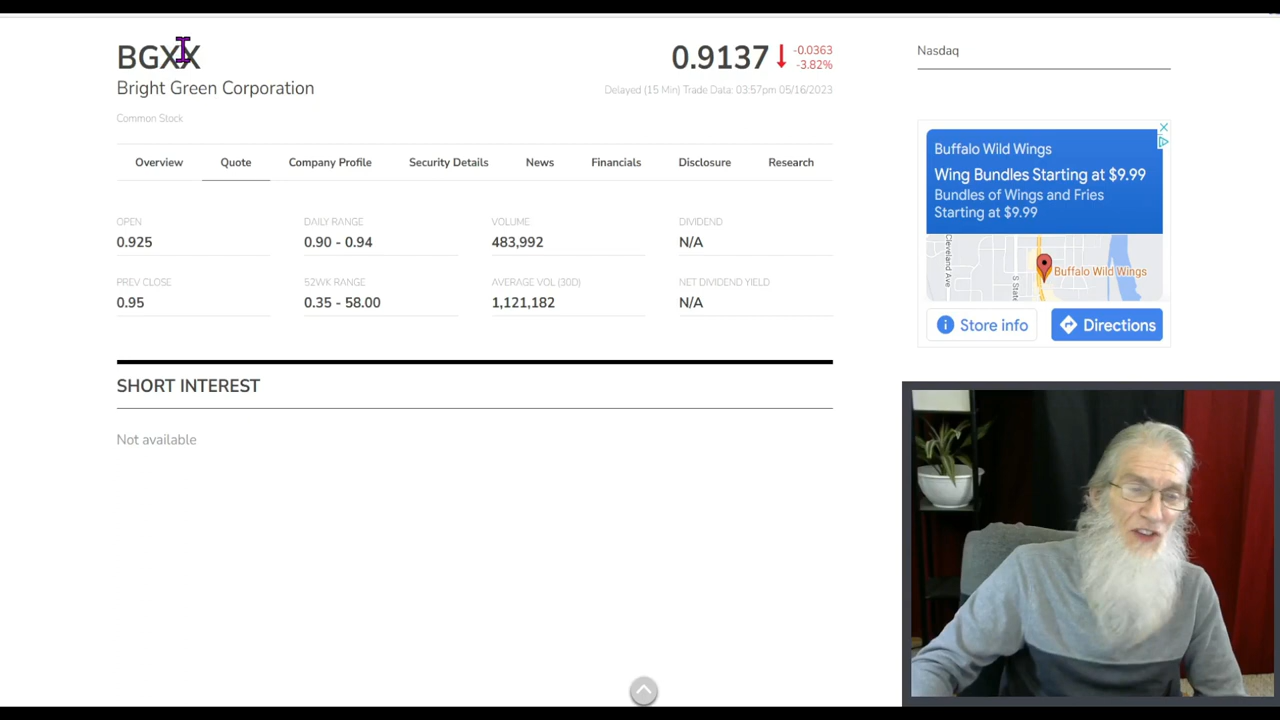 BGXX
Bright Green Corporation
Common Stock
0.9137
-0.0363
-3.82%
Delayed (15 Min) Trade Data: 03:57pm 05/16/2023
Overview Quote Company Profile Security Details News Financials Disclosure Research
OPEN DAILY RANGE VOLUME DIVIDEND
0.925 0.90 - 0.94 483,992 N/A
PREV CLOSE 52WK RANGE AVERAGE VOL (30D) NET DIVIDEND YIELD
0.95 0.35 - 58.00 1,121,182 N/A
SHORT INTEREST
Not available
Nasdaq
Buffalo Wild Wings
Wing Bundles Starting at $9.99
Bundles of Wings and Fries
Starting at $9.99
Cleveland Ave
S State
Buffalo Wild Wings
Store info
Directions